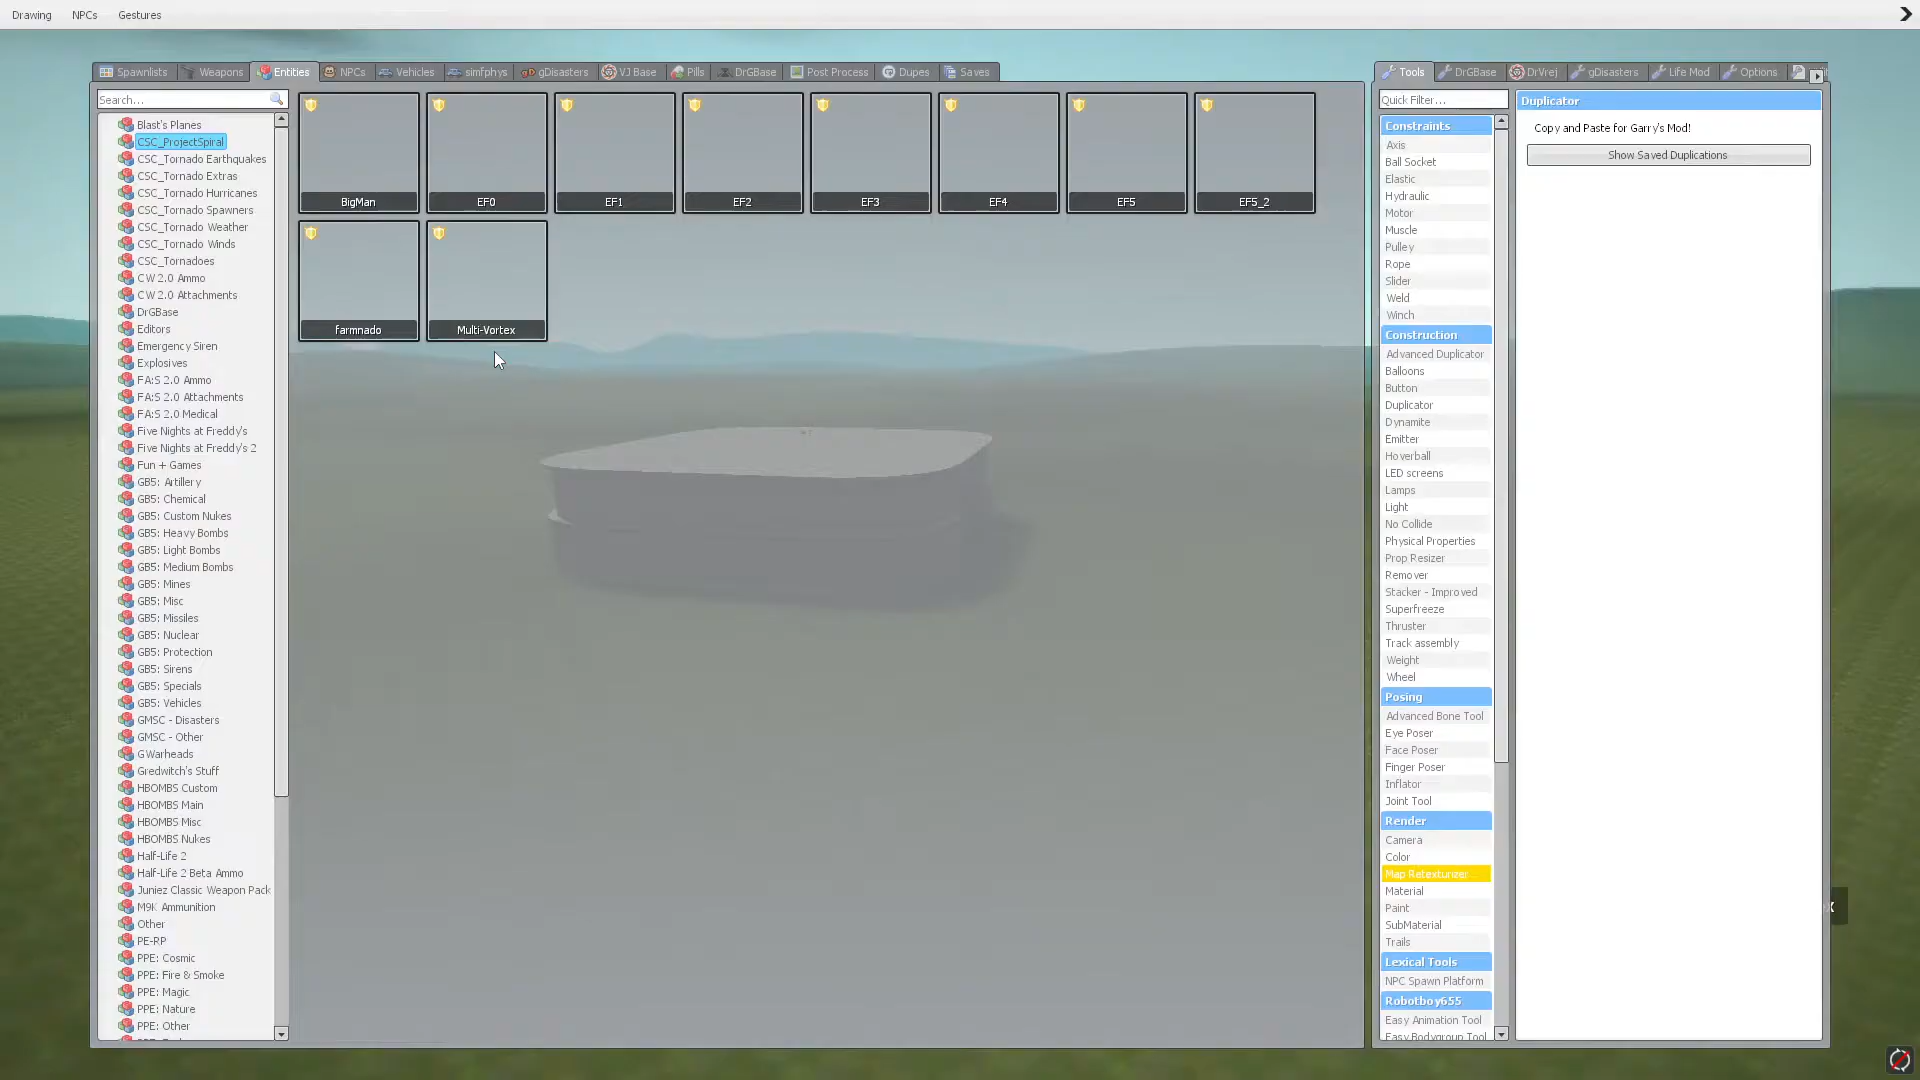 Drawing NPCs Gestures
Spawnlists Weapons Entities NPCs Vehicles simfphys gDisasters VJ Base Pills DrGBase Post Process Dupes Saves
Search...
Blast's Planes
CSC_ProjectSpiral
CSC_Tornado Earthquakes
CSC_Tornado Extras
CSC_Tornado Hurricanes
CSC_Tornado Spawners
CSC_Tornado Weather
CSC_Tornado Winds
CSC_Tornadoes
CW 2.0 Ammo
CW 2.0 Attachments
DrGBase
Editors
Emergency Siren
Explosives
FA:S 2.0 Ammo
FA:S 2.0 Attachments
FA:S 2.0 Medical
Five Nights at Freddy's
Five Nights at Freddy's 2
Fun + Games
GB5: Artillery
GB5: Chemical
GB5: Custom Nukes
GB5: Heavy Bombs
GB5: Light Bombs
GB5: Medium Bombs
GB5: Mines
GB5: Misc
GB5: Missiles
GB5: Nuclear
GB5: Protection
GB5: Sirens
GB5: Specials
GB5: Vehicles
GMSC - Disasters
GMSC - Other
GWarheads
Gredwitch's Stuff
HBOMBS Custom
HBOMBS Main
HBOMBS Misc
HBOMBS Nukes
Half-Life 2
Half-Life 2 Beta Ammo
Juniez Classic Weapon Pack
M9K Ammunition
Other
PE-RP
PPE: Cosmic
PPE: Fire & Smoke
PPE: Magic
PPE: Nature
PPE: Other
BigMan EF0 EF1 EF2 EF3 EF4 EF5 EF5_2
farmnado Multi-Vortex
Tools DrGBase DrVrej gDisasters Life Mod Options
Quick Filter...
Constraints
Axis
Ball Socket
Elastic
Hydraulic
Motor
Muscle
Pulley
Rope
Slider
Weld
Winch
Construction
Advanced Duplicator
Balloons
Button
Duplicator
Dynamite
Emitter
Hoverball
LED screens
Lamps
Light
No Collide
Physical Properties
Prop Resizer
Remover
Stacker - Improved
Superfreeze
Thruster
Track assembly
Weight
Wheel
Posing
Advanced Bone Tool
Eye Poser
Face Poser
Finger Poser
Inflator
Joint Tool
Render
Camera
Color
Map Retexturizer
Material
Paint
SubMaterial
Trails
Lexical Tools
NPC Spawn Platform
Robotboy655
Easy Animation Tool
Easy Bodygroup Tool
Duplicator
Copy and Paste for Garry's Mod!
Show Saved Duplications